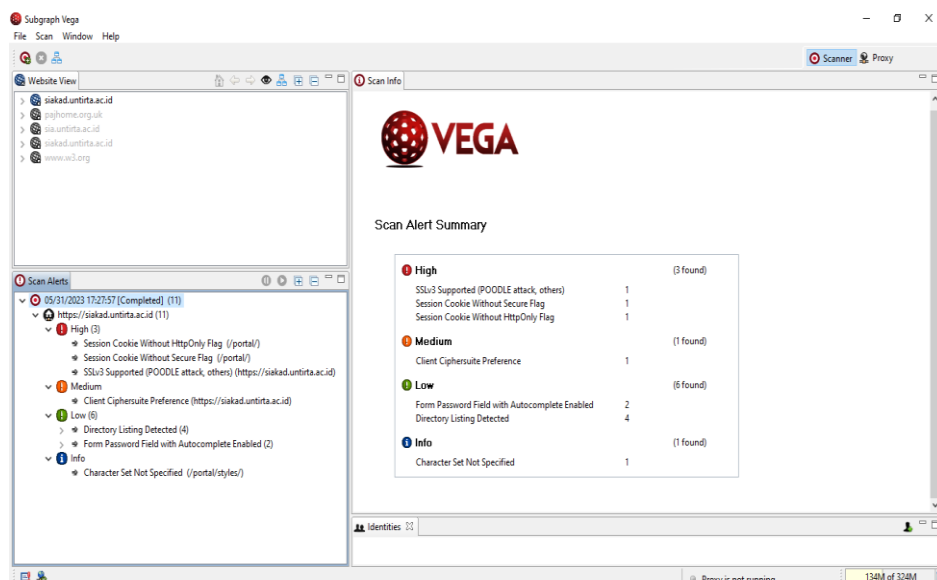 Subgraph Vega
File Scan Window Help
Scanner Proxy
Website View
siakad.untirta.ac.id
pajhome.org.uk
sia.untirta.ac.id
siakad.untirta.ac.id
www.w3.org
Scan Alerts
05/31/2023 17:27:57 [Completed] (11)
https://siakad.untirta.ac.id (11)
High (3)
Session Cookie Without HttpOnly Flag (/portal/)
Session Cookie Without Secure Flag (/portal/)
SSLv3 Supported (POODLE attack, others) (https://siakad.untirta.ac.id)
Medium
Client Ciphersuite Preference (https://siakad.untirta.ac.id)
Low (6)
Directory Listing Detected (4)
Form Password Field with Autocomplete Enabled (2)
Info
Character Set Not Specified (/portal/styles/)
Scan Info
VEGA
Scan Alert Summary
High (3 found)
SSLv3 Supported (POODLE attack, others) 1
Session Cookie Without Secure Flag 1
Session Cookie Without HttpOnly Flag 1
Medium (1 found)
Client Ciphersuite Preference 1
Low (6 found)
Form Password Field with Autocomplete Enabled 2
Directory Listing Detected 4
Info (1 found)
Character Set Not Specified 1
Identities
Proxy is not running 134M of 324M